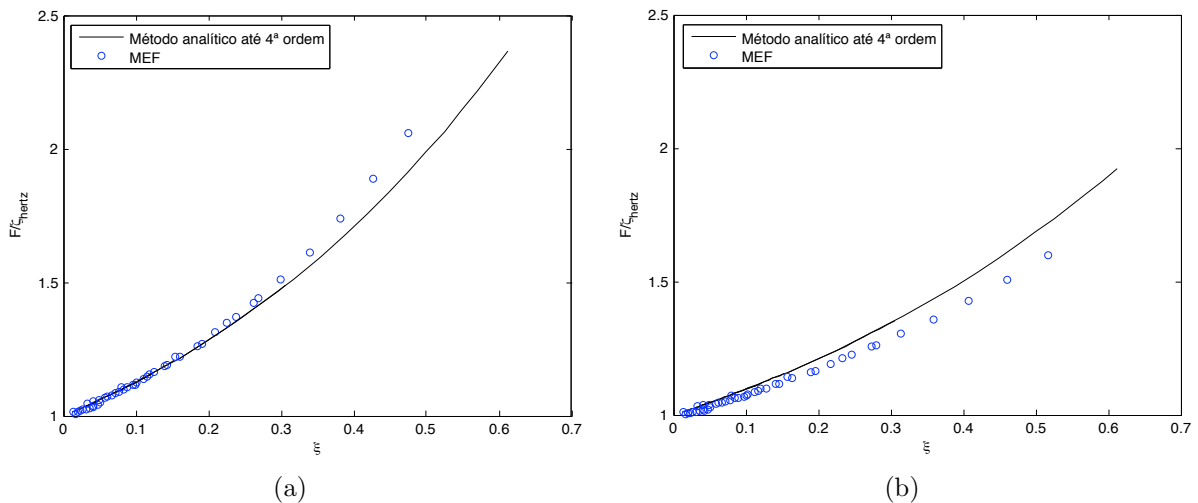 2.5
2
1.5
1
0 0.1 0.2 0.3 0.4 0.5 0.6 0.7
F/ζhertz
ξ
Método analítico até 4ª ordem
MEF
(a)
2.5
2
1.5
1
0 0.1 0.2 0.3 0.4 0.5 0.6 0.7
F/ζhertz
ξ
Método analítico até 4ª ordem
MEF
(b)